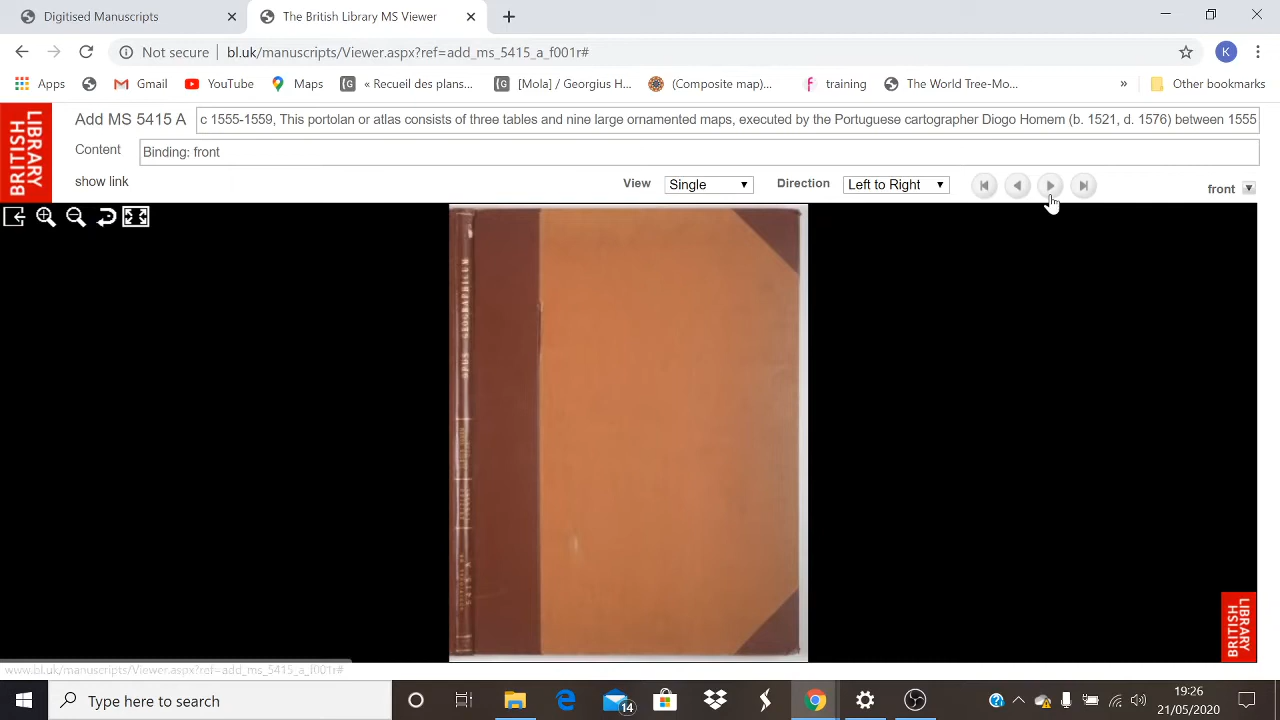 Digitised Manuscripts
The British Library MS Viewer
Not secure
bl.uk/manuscripts/Viewer.aspx?ref=add_ms_5415_a_f001r#
K
Apps
Gmail
YouTube
Maps
« Recueil des plans...
[Mola] / Georgius H...
(Composite map)...
training
The World Tree-Mo...
»
Other bookmarks
BRITISH
LIBRARY
Add MS 5415 A
c 1555-1559, This portolan or atlas consists of three tables and nine large ornamented maps, executed by the Portuguese cartographer Diogo Homem (b. 1521, d. 1576) between 1555
Content
Binding: front
show link
View
Single
Direction
Left to Right
front
BRITISH
LIBRARY
www.bl.uk/manuscripts/Viewer.aspx?ref=add_ms_5415_a_f001r#
Type here to search
14
19:26
21/05/2020